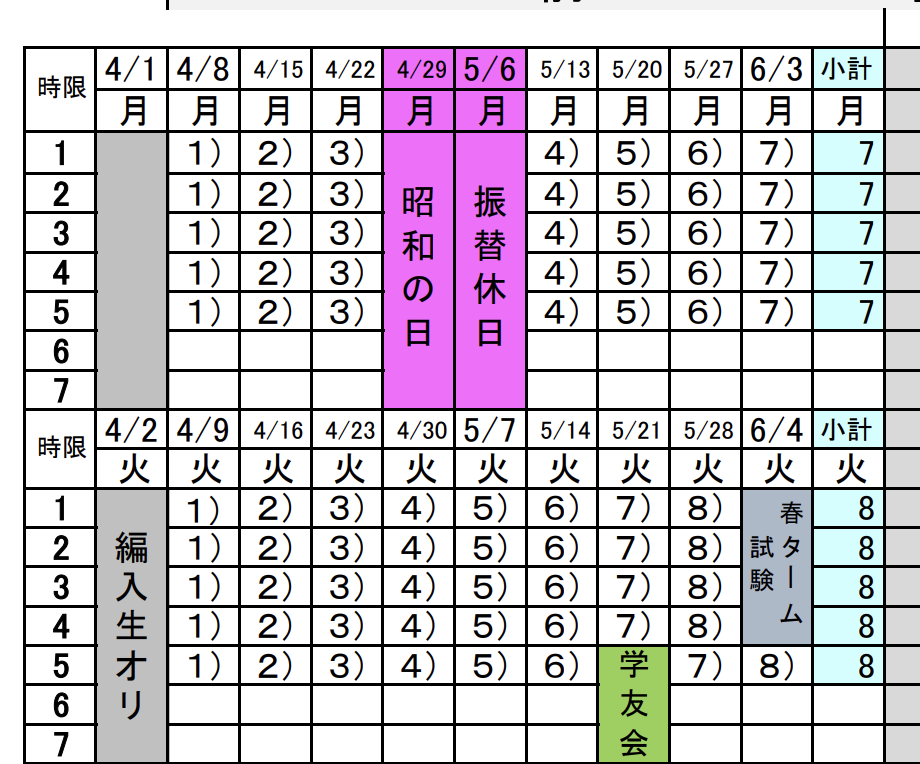 時限 4/1 4/8 4/15 4/22 4/29 5/6 5/13 5/20 5/27 6/3 小計
月 月 月 月 月 月 月 月 月 月 月
1 1) 2) 3) 4) 5) 6) 7) 7
2 1) 2) 3) 4) 5) 6) 7) 7
3 1) 2) 3) 4) 5) 6) 7) 7
4 1) 2) 3) 4) 5) 6) 7) 7
5 1) 2) 3) 4) 5) 6) 7) 7
6
7
昭和の日
振替休日
時限 4/2 4/9 4/16 4/23 4/30 5/7 5/14 5/21 5/28 6/4 小計
火 火 火 火 火 火 火 火 火 火 火
1 1) 2) 3) 4) 5) 6) 7) 8) 8
2 1) 2) 3) 4) 5) 6) 7) 8) 8
3 1) 2) 3) 4) 5) 6) 7) 8) 8
4 1) 2) 3) 4) 5) 6) 7) 8) 8
5 1) 2) 3) 4) 5) 6) 7) 8) 8
6
7
編入生オリ
学友会
春ターム
試験